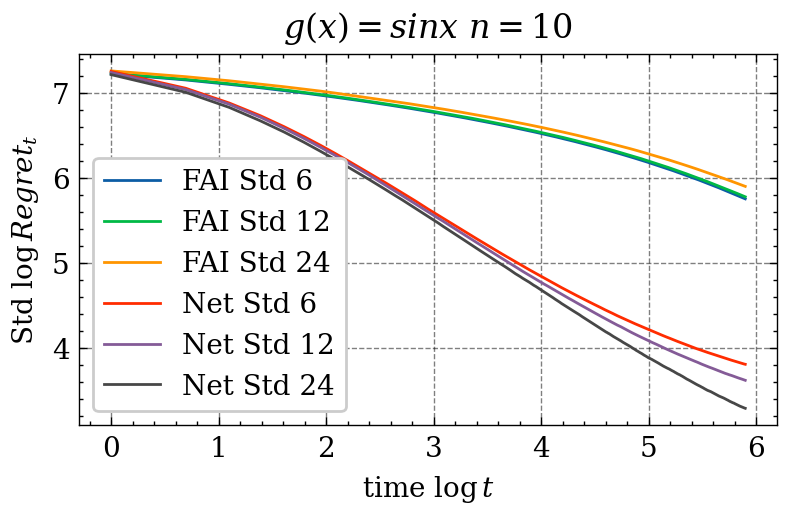 g(x) = sinx n = 10
Std log Regret_t
7
6
5
4
FAI Std 6
FAI Std 12
FAI Std 24
Net Std 6
Net Std 12
Net Std 24
0 1 2 3 4 5 6
time log t